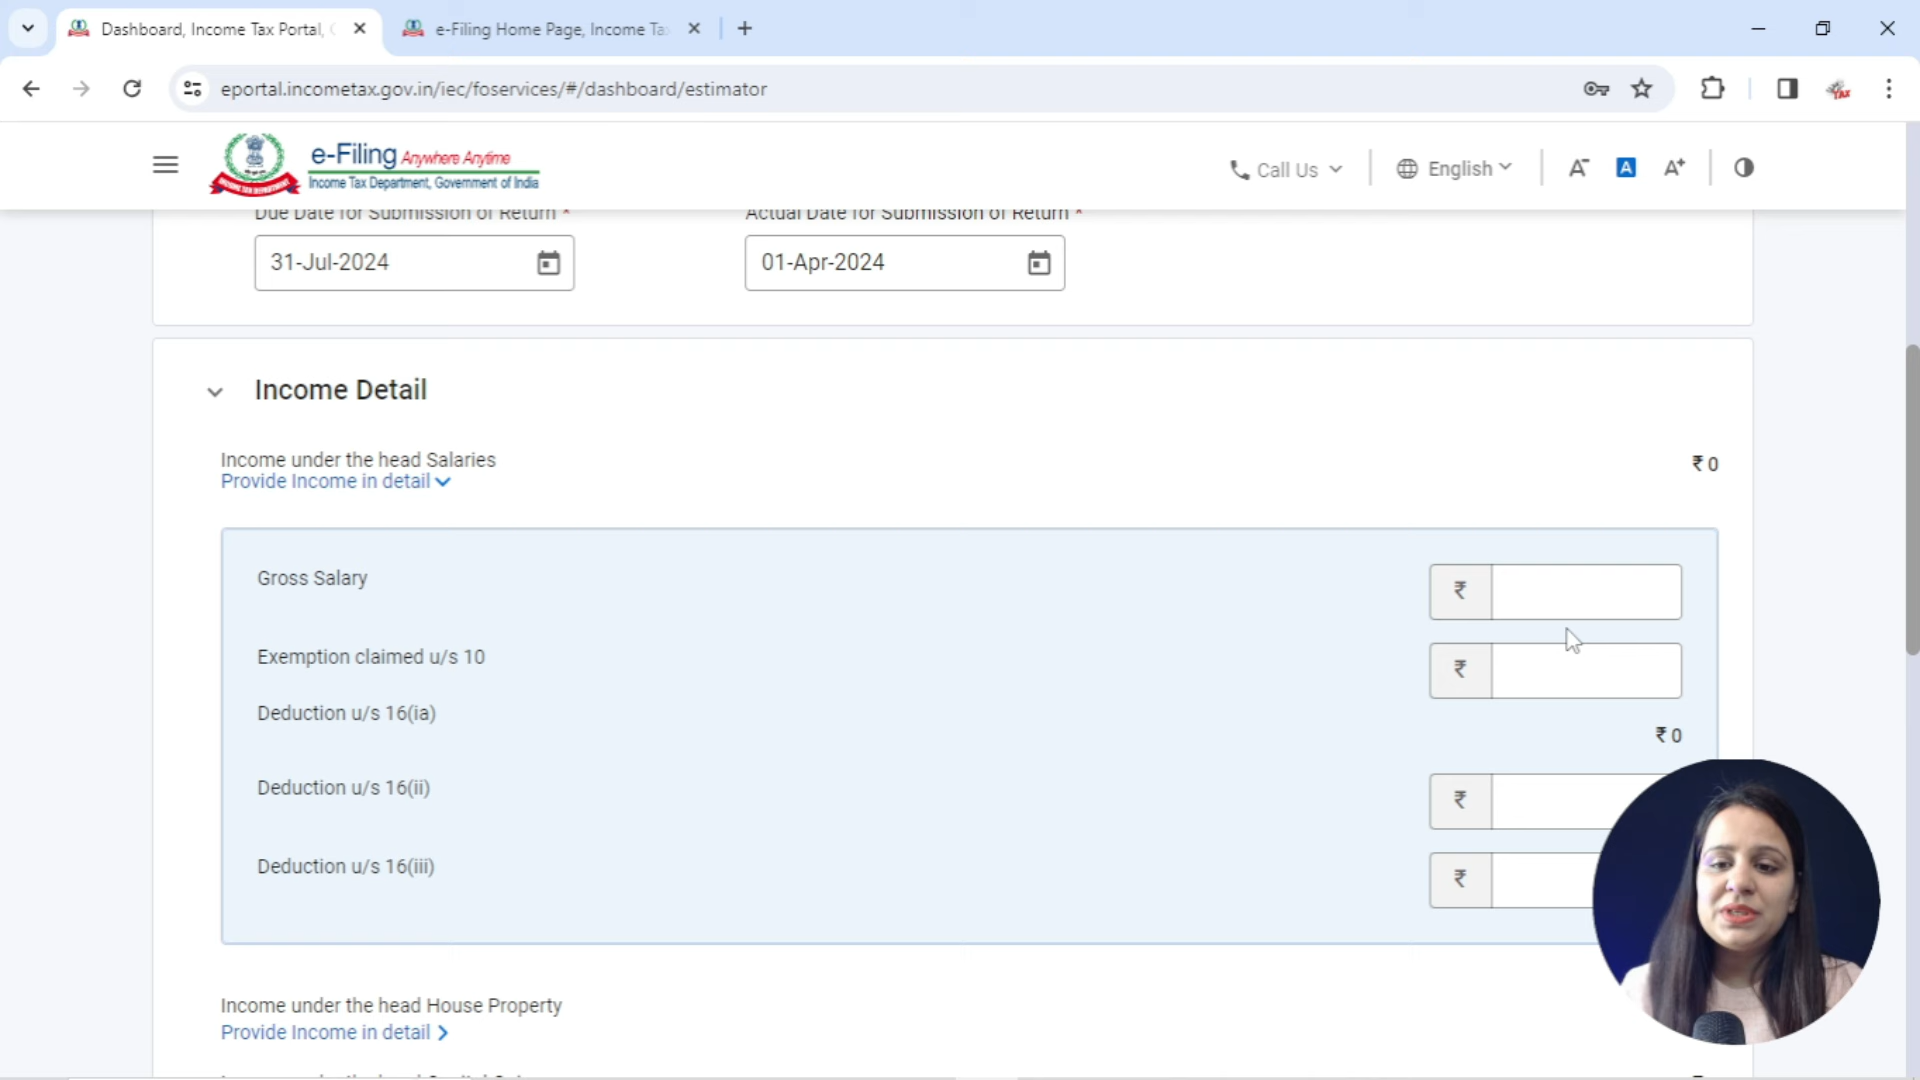 Dashboard, Income Tax Portal,
e-Filing Home Page, Income Ta
eportal.incometax.gov.in/iec/foservices/#/dashboard/estimator
TAX
e-Filing Anywhere Anytime
Income Tax Department, Government of India
INCOME TAX DEPARTMENT
Call Us
English
A-
A
A+
Due Date for Submission of Return *
Actual Date for Submission of Return *
31-Jul-2024
01-Apr-2024
Income Detail
Income under the head Salaries
₹ 0
Provide Income in detail
Gross Salary
₹
Exemption claimed u/s 10
₹
Deduction u/s 16(ia)
₹ 0
Deduction u/s 16(ii)
₹
Deduction u/s 16(iii)
₹
Income under the head House Property
Provide Income in detail